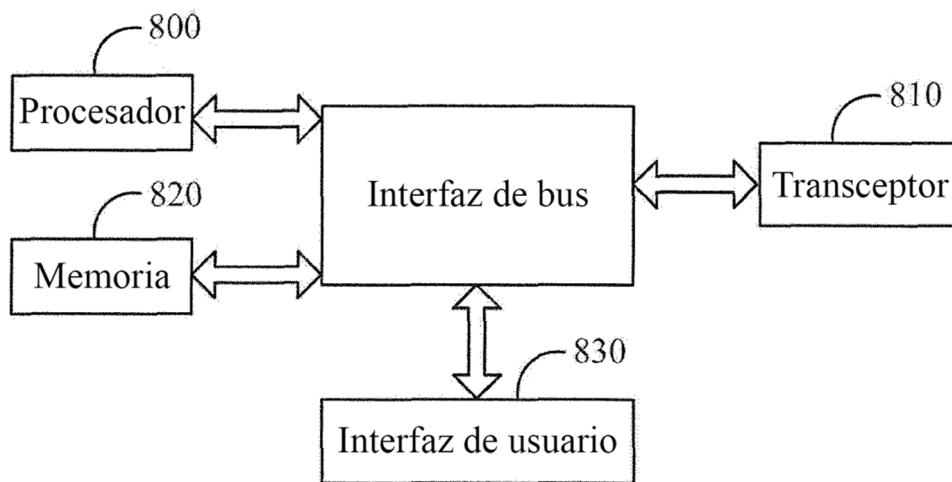 800
Procesador
810
Interfaz de bus
Transceptor
820
Memoria
830
Interfaz de usuario